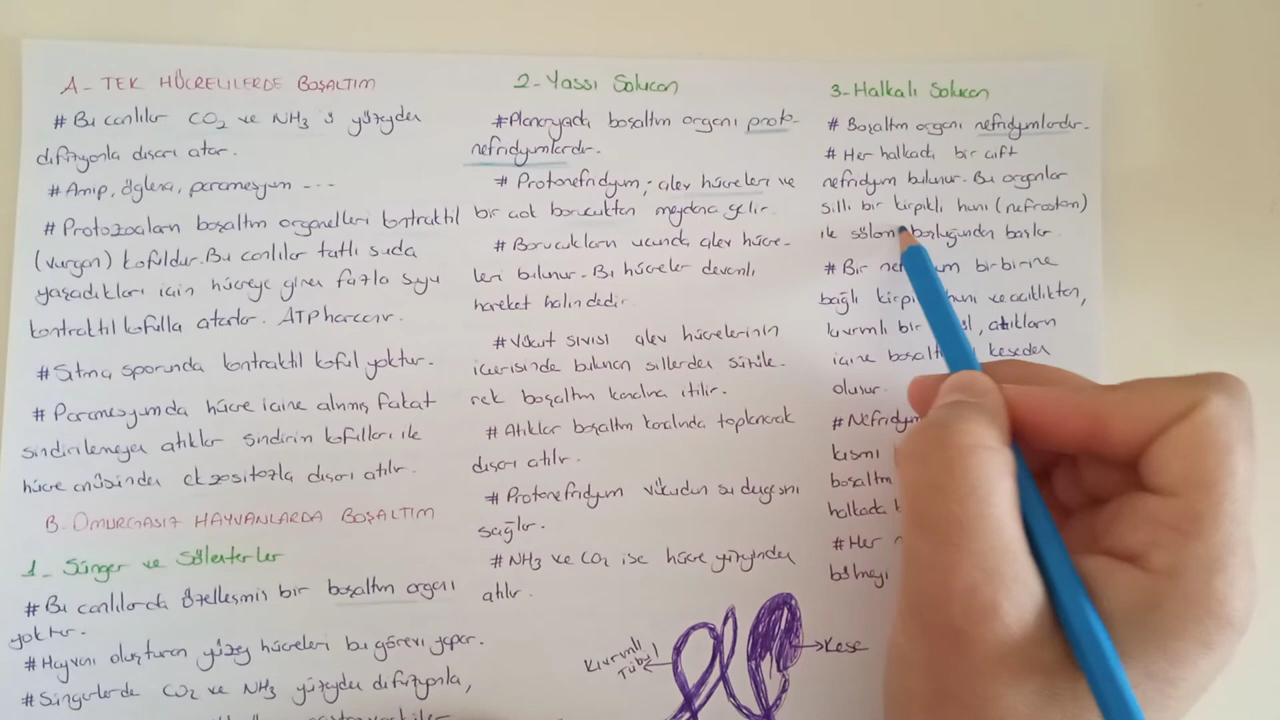 A- TEK HÜCRELİLERDE BOŞALTIM
# Bu canlılar CO2 ve NH3 ü yüzeyden
difüzyonla dışarı atar.
# Amip, öglena, paramesyum ---
# Protozoaların boşaltım organelleri kontraktil
(vurgan) kofuldur. Bu canlılar tatlı suda
yaşadıkları için hücreye giren fazla suyu
kontraktil kofulla atarlar. ATP harcanır.
# Sıtma sporunda kontraktil koful yoktur.
# Paramesyumda hücre içine alınmış fakat
sindirilemeyen atıklar sindirim kofulları ile
hücre anüsünden ekzositozla dışarı atılır.
B- OMURGASIZ HAYVANLARDA BOŞALTIM
1- Sünger ve Sölenterler
# Bu canlılarda özelleşmiş bir boşaltım organı
yoktur.
# Hayvanı oluşturan yüzey hücreleri bu görevi yapar.
# Süngerlerde CO2 ve NH3 yüzeyden difüzyonla,
2- Yassı Solucan
# Planaryada boşaltım organı proto-
nefridyumlardır.
# Protonefridyum; alev hücreleri ve
bir çok borucuktan meydana gelir.
# Borucukların ucunda alev hücre-
leri bulunur. Bu hücreler devamlı
hareket halindedir.
# Vücut sıvısı alev hücrelerinin
içerisinde bulunan sillerden süzüle-
rek boşaltım kanalına itilir.
# Atıklar boşaltım kanalında toplanarak
dışarı atılır.
# Protonefridyum vücudun su dengesini
sağlar.
# NH3 ve CO2 ise hücre yüzeyinden
atılır.
Kıvrımlı
Tübül
Kese
3- Halkalı Solucan
# Boşaltım organı nefridyumlardır.
# Her halkada bir çift
nefridyum bulunur. Bu organlar
silli bir kirpikli huni (nefrostom)
ile sölom boşluğundan başlar.
# Bir birbirine
bağlı huni ve açıklıktan,
kıvrımlı bir atıkların
içine keseden
oluşur.
# Nefridyum
kısmı
boşaltım
halkada
# Her
bölmeyi